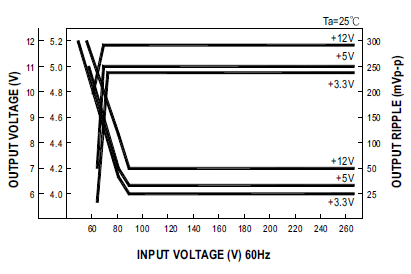 Ta=25℃
12 5.2 +12V 300
11 5.0 +5V 250
10 4.8 +3.3V 200
9 4.6 150
8 4.4 100
7 4.2 +12V 50
6 4.0 +5V 25
+3.3V
OUTPUT VOLTAGE (V)
OUTPUT RIPPLE (mVp-p)
60 80 100 120 140 160 180 200 220 240 260
INPUT VOLTAGE (V) 60Hz